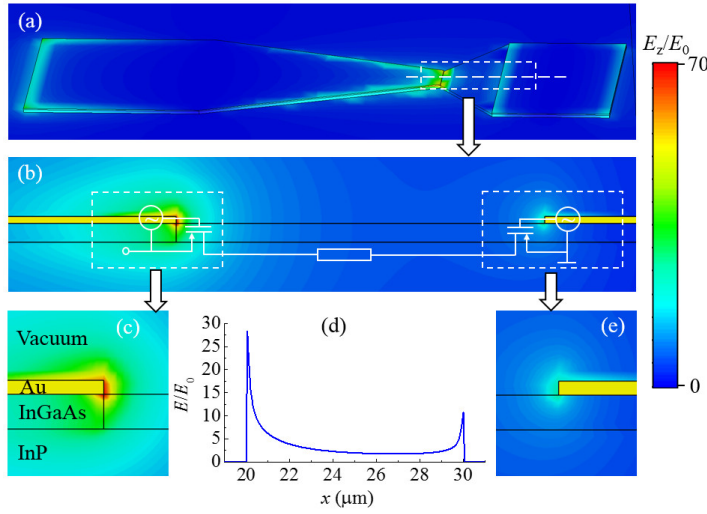 (a)
E_z/E_0
70
(b)
(c)
Vacuum
Au
InGaAs
InP
(d)
30
25
20
15
10
5
0
E/E_0
20
22
24
26
28
30
x (μm)
(e)
0